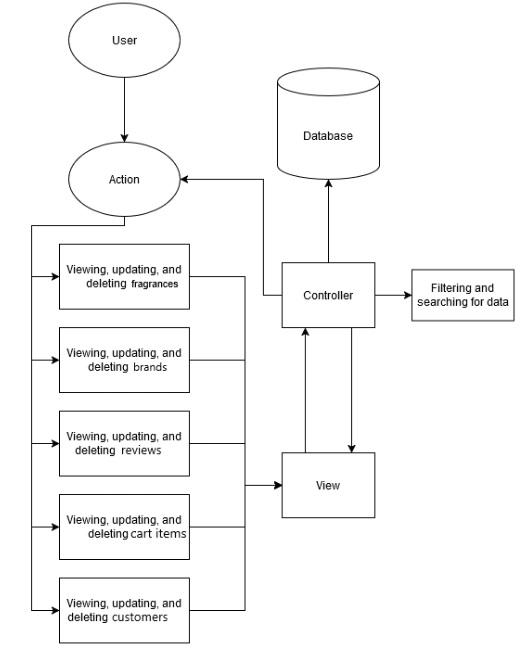 User
Database
Action
Viewing, updating, and
deleting fragrances
Controller
Filtering and
searching for data
Viewing, updating, and
deleting brands
Viewing, updating, and
deleting reviews
View
Viewing, updating, and
deleting cart items
Viewing, updating, and
deleting customers